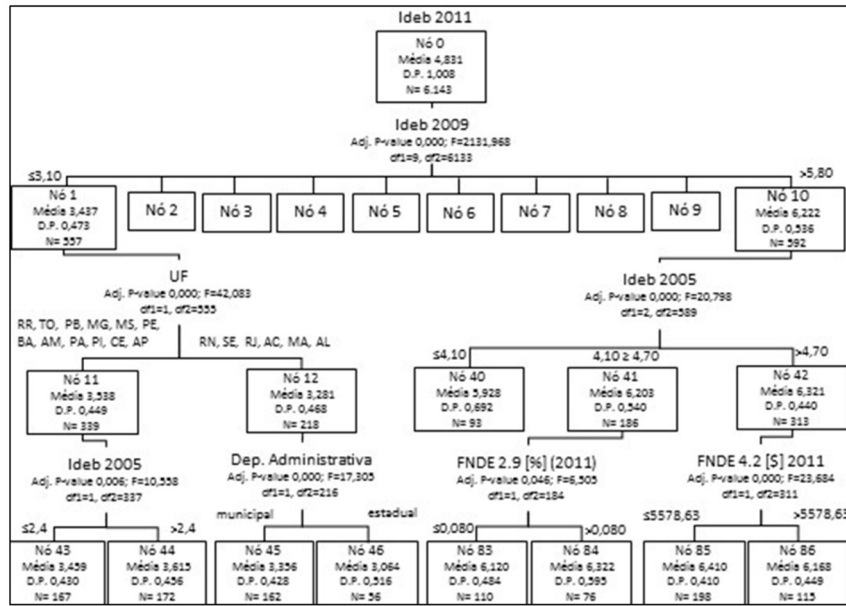 Ideb 2011
Nó 0
Média 4,831
D.P. 1,008
N= 6.143
Ideb 2009
Adj. P-value 0,000; F=2131,968
df1=9, df2=6133
≤3,10
>5,80
Nó 1
Média 3,437
D.P. 0,473
N= 557
Nó 2
Nó 3
Nó 4
Nó 5
Nó 6
Nó 7
Nó 8
Nó 9
Nó 10
Média 6,222
D.P. 0,536
N= 592
UF
Adj. P-value 0,000; F=42,083
df1=1, df2=555
RR, TO, PB, MG, MS, PE,
BA, AM, PA, PI, CE, AP
RN, SE, RJ, AC, MA, AL
Ideb 2005
Adj. P-value 0,000; F=20,798
df1=2, df2=589
≤4,10
4,10 ≥ 4,70
>4,70
Nó 11
Média 3,538
D.P. 0,449
N= 339
Nó 12
Média 3,281
D.P. 0,468
N= 218
Nó 40
Média 5,928
D.P. 0,692
N= 93
Nó 41
Média 6,203
D.P. 0,540
N= 186
Nó 42
Média 6,321
D.P. 0,440
N= 313
Ideb 2005
Adj. P-value 0,006; F=10,558
df1=1, df2=337
≤2,4
>2,4
Dep. Administrativa
Adj. P-value 0,000; F=17,305
df1=1, df2=216
municipal
estadual
FNDE 2.9 [%] (2011)
Adj. P-value 0,046; F=6,505
df1=1, df2=184
≤0,080
>0,080
FNDE 4.2 [$] 2011
Adj. P-value 0,000; F=23,684
df1=1, df2=311
≤5578,63
>5578,63
Nó 43
Média 3,459
D.P. 0,430
N= 167
Nó 44
Média 3,615
D.P. 0,456
N= 172
Nó 45
Média 3,356
D.P. 0,428
N= 162
Nó 46
Média 3,064
D.P. 0,516
N= 56
Nó 83
Média 6,120
D.P. 0,484
N= 110
Nó 84
Média 6,322
D.P. 0,595
N= 76
Nó 85
Média 6,410
D.P. 0,410
N= 198
Nó 86
Média 6,168
D.P. 0,449
N= 115